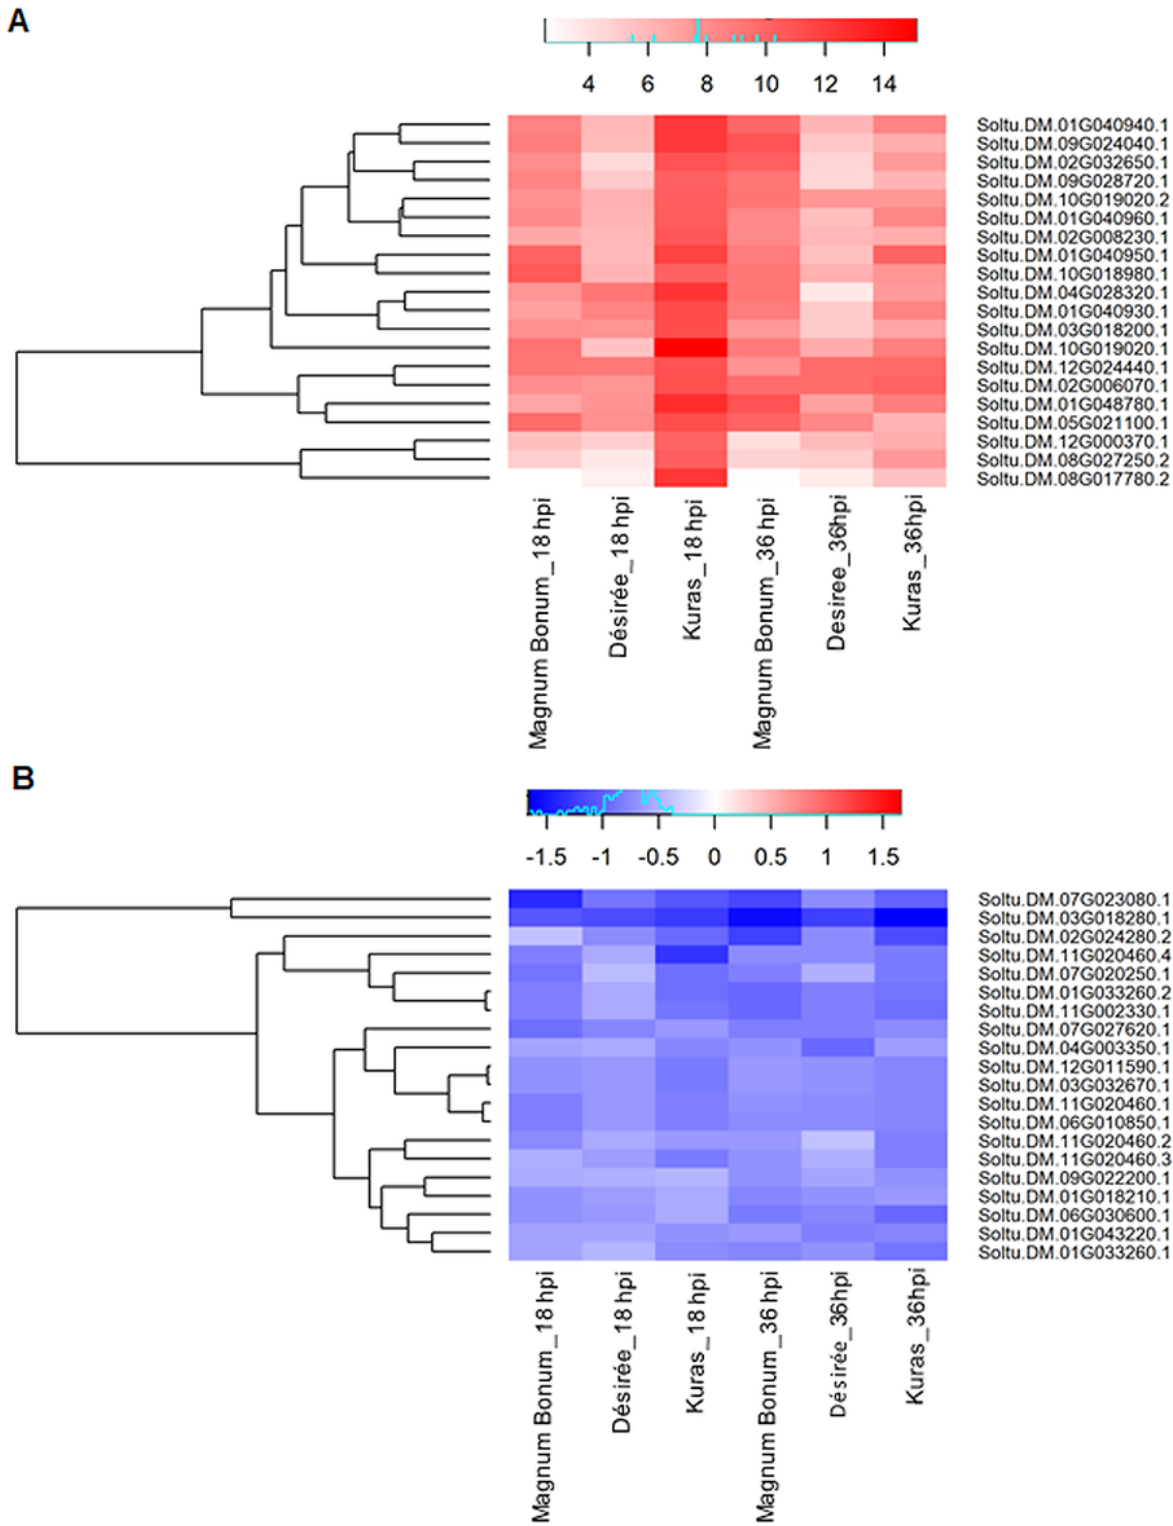 A
4 6 8 10 12 14
Soltu.DM.01G040940.1
Soltu.DM.09G024040.1
Soltu.DM.02G032650.1
Soltu.DM.09G028720.1
Soltu.DM.10G019020.2
Soltu.DM.01G040960.1
Soltu.DM.02G008230.1
Soltu.DM.01G040950.1
Soltu.DM.10G018980.1
Soltu.DM.04G028320.1
Soltu.DM.01G040930.1
Soltu.DM.03G018200.1
Soltu.DM.10G019020.1
Soltu.DM.12G024440.1
Soltu.DM.02G006070.1
Soltu.DM.01G048780.1
Soltu.DM.05G021100.1
Soltu.DM.12G000370.1
Soltu.DM.08G027250.2
Soltu.DM.08G017780.2
Magnum Bonum_18 hpi
Désirée_18 hpi
Kuras_18 hpi
Magnum Bonum_36 hpi
Desiree_36hpi
Kuras_36hpi
B
-1.5 -1 -0.5 0 0.5 1 1.5
Soltu.DM.07G023080.1
Soltu.DM.03G018280.1
Soltu.DM.02G024280.2
Soltu.DM.11G020460.4
Soltu.DM.07G020250.1
Soltu.DM.01G033260.2
Soltu.DM.11G002330.1
Soltu.DM.07G027620.1
Soltu.DM.04G003350.1
Soltu.DM.12G011590.1
Soltu.DM.03G032670.1
Soltu.DM.11G020460.1
Soltu.DM.06G010850.1
Soltu.DM.11G020460.2
Soltu.DM.11G020460.3
Soltu.DM.09G022200.1
Soltu.DM.01G018210.1
Soltu.DM.06G030600.1
Soltu.DM.01G043220.1
Soltu.DM.01G033260.1
Magnum Bonum_18 hpi
Désirée_18 hpi
Kuras_18 hpi
Magnum Bonum_36 hpi
Désirée_36hpi
Kuras_36hpi